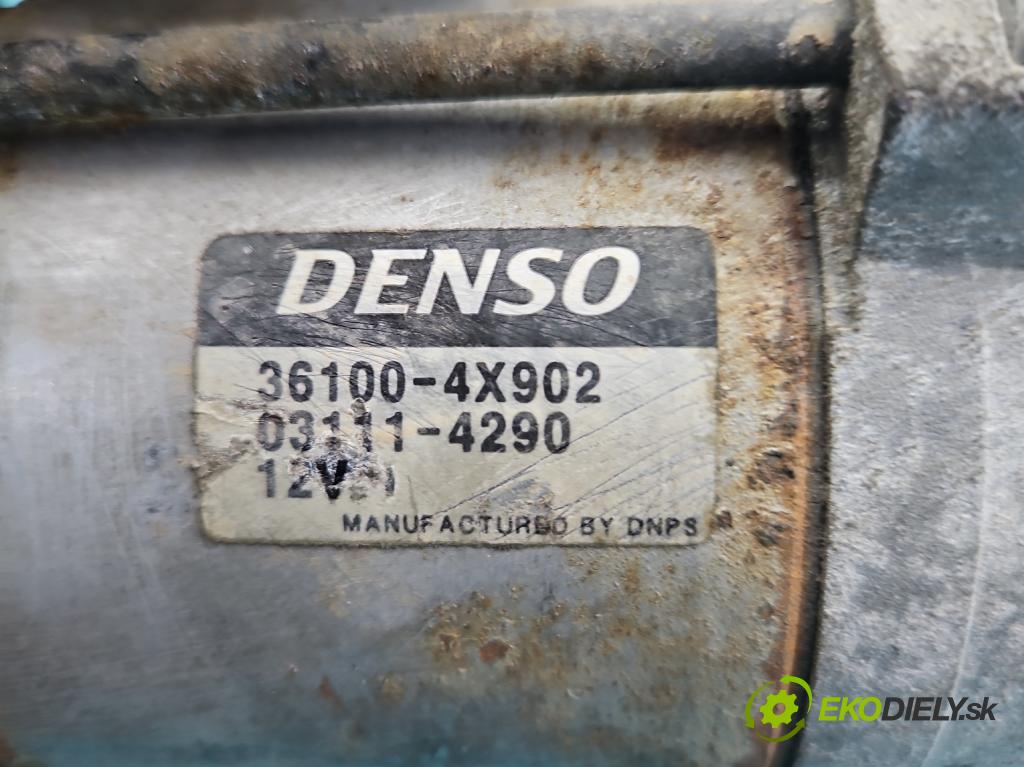 DENSO
36100-4X902
03111-4290
12V
MANUFACTURED BY DNPS
EKODIELY.sk